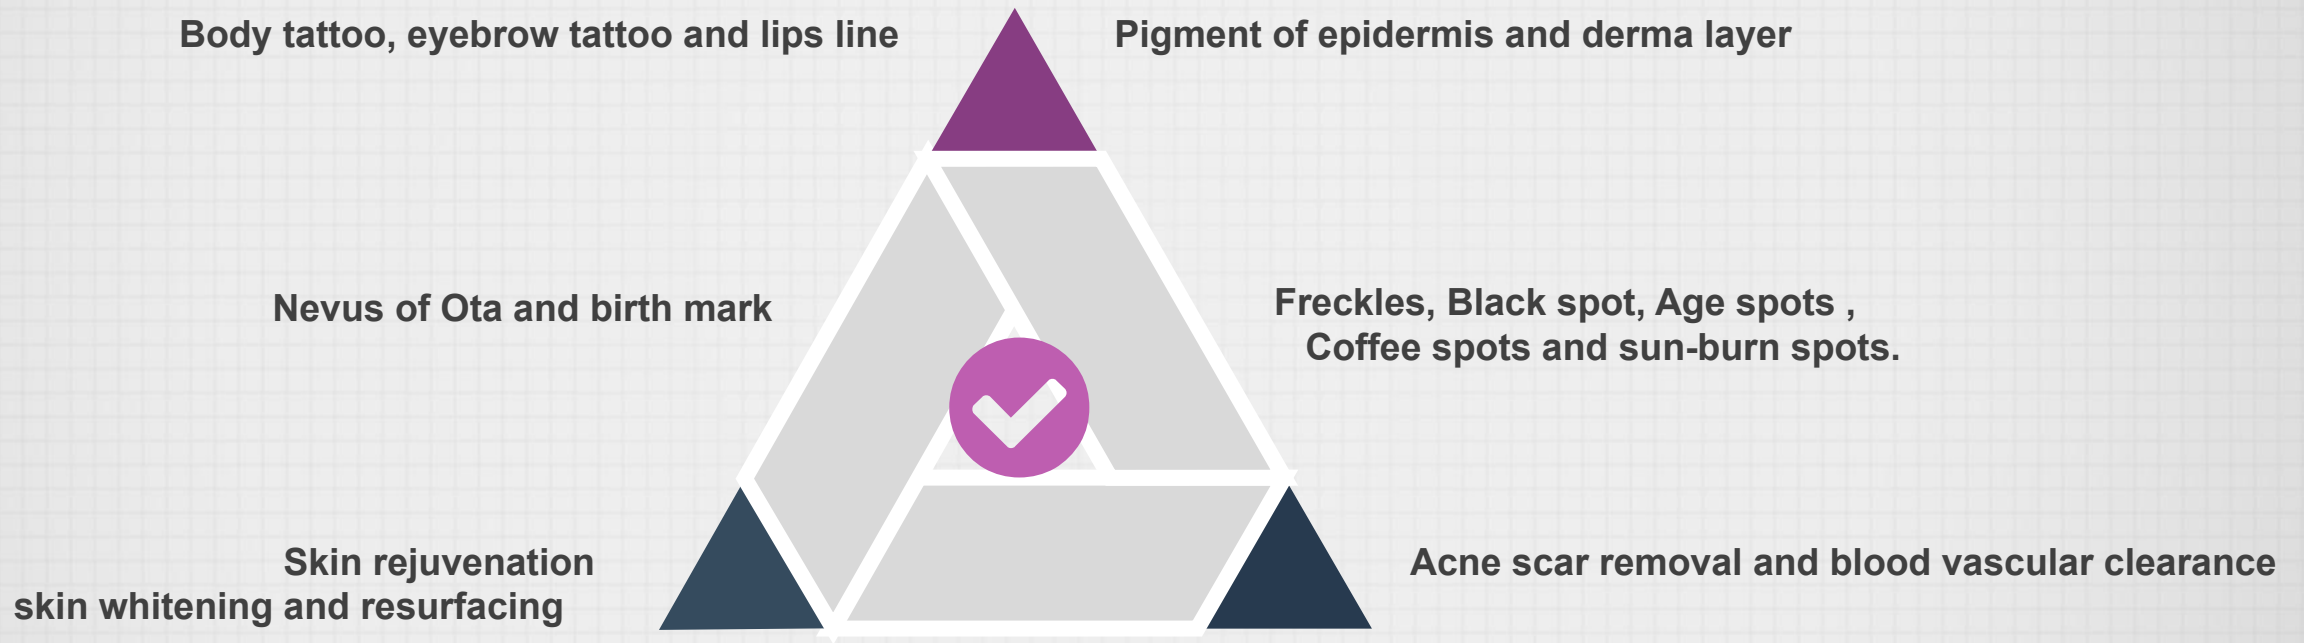 Body tattoo, eyebrow tattoo and lips line
Pigment of epidermis and derma layer
Nevus of Ota and birth mark
Freckles, Black spot, Age spots ,
Coffee spots and sun-burn spots.
Skin rejuvenation
skin whitening and resurfacing
Acne scar removal and blood vascular clearance